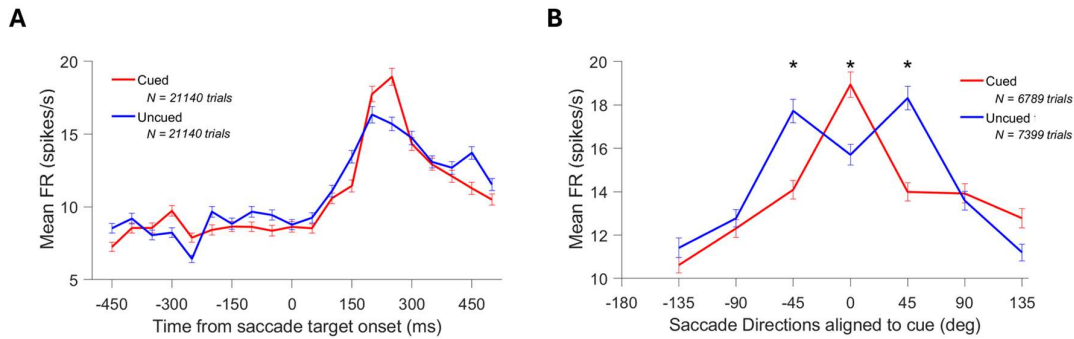 A
B
Mean FR (spikes/s)
20
15
10
5
Cued
N = 21140 trials
Uncued
N = 21140 trials
-450
-300
-150
0
150
300
450
Time from saccade target onset (ms)
Mean FR (spikes/s)
20
18
16
14
12
10
* * *
Cued
N = 6789 trials
Uncued
N = 7399 trials
-180
-135
-90
-45
0
45
90
135
Saccade Directions aligned to cue (deg)